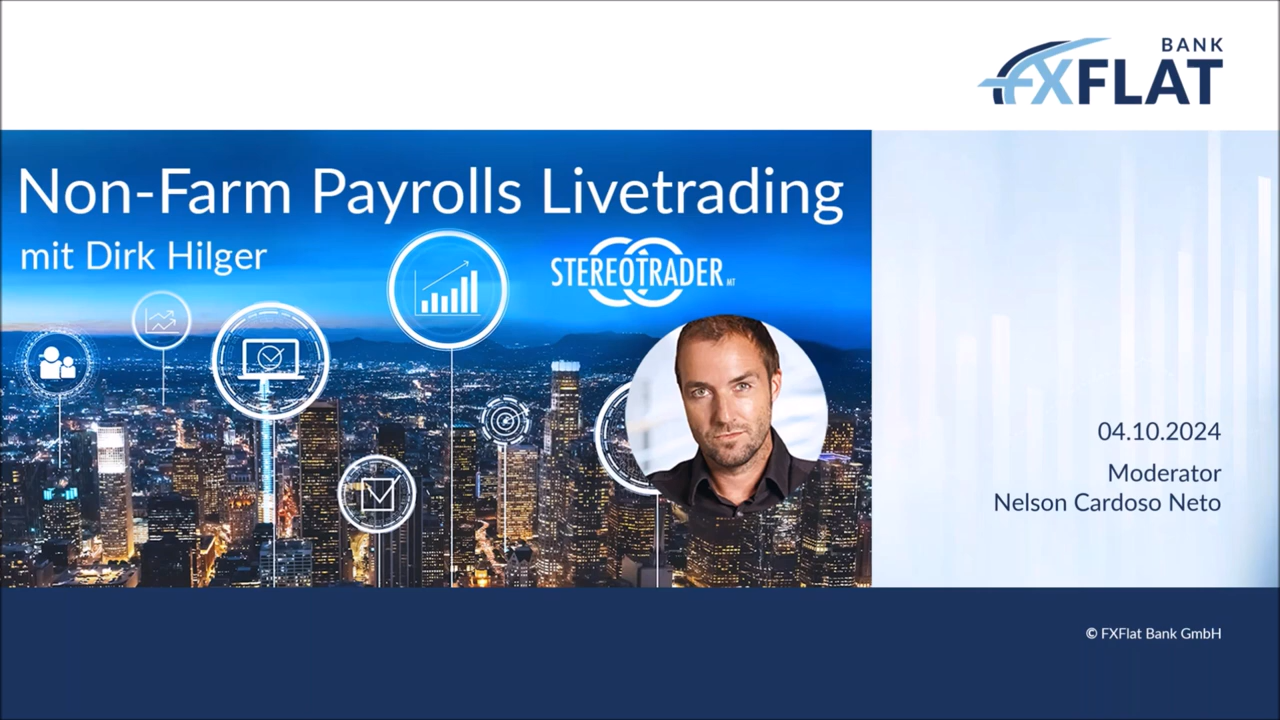 BANK
FXFLAT
Non-Farm Payrolls Livetrading
mit Dirk Hilger
STEREOTRADER MT
04.10.2024
Moderator
Nelson Cardoso Neto
© FXFlat Bank GmbH